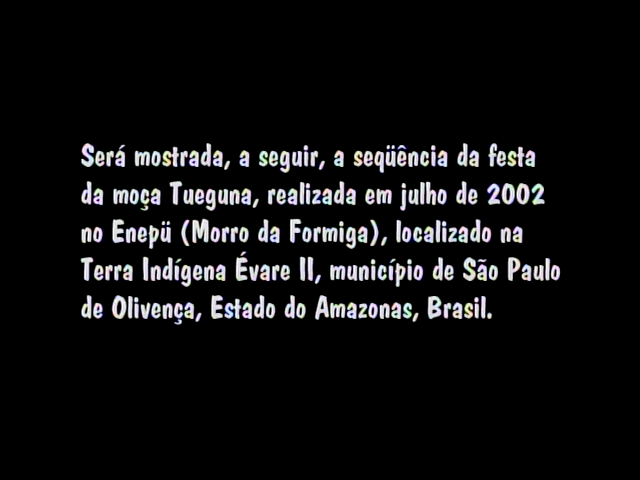 Será mostrada, a seguir, a seqüência da festa
da moça Tueguna, realizada em julho de 2002
no Enepü (Morro da Formiga), localizado na
Terra Indígena Évare II, município de São Paulo
de Olivença, Estado do Amazonas, Brasil.